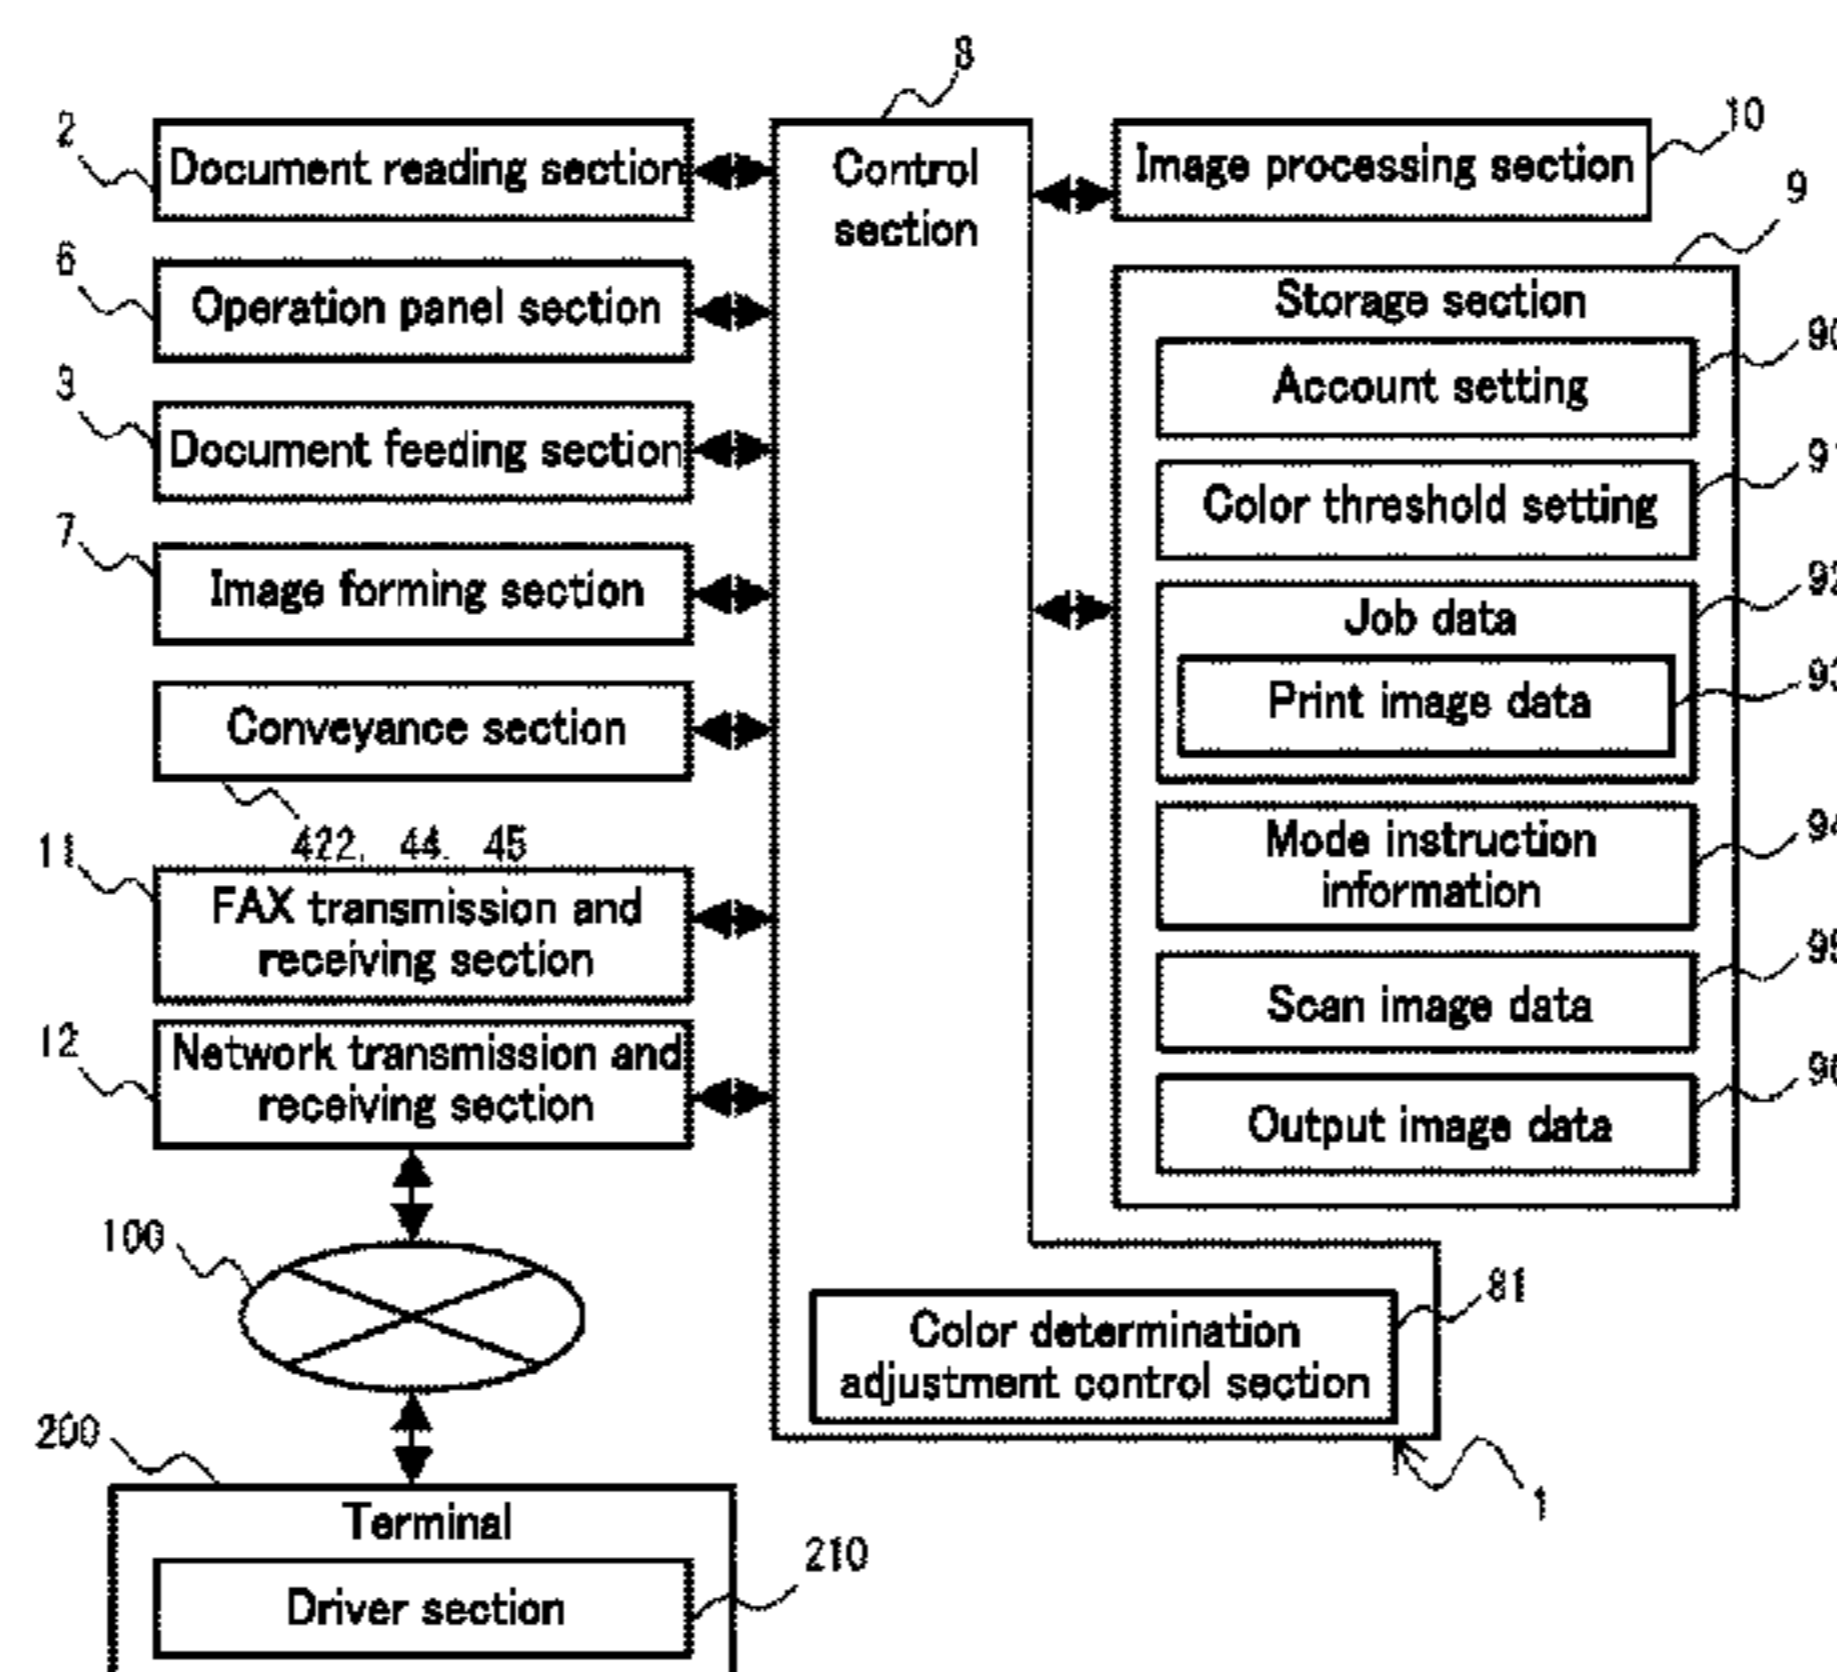 8
2
Document reading section
Control
section
Image processing section
10
9
6
Operation panel section
Storage section
Account setting
3
Document feeding section
Color threshold setting
7
Image forming section
Job data
92
Print image data
93
Conveyance section
422, 44. 45
Mode instruction
information
94
11
FAX transmission and
receiving section
Scan image data
12
Network transmission and
receiving section
Output image data
100
Color determination
adjustment control section
81
1
200
Terminal
Driver section
210